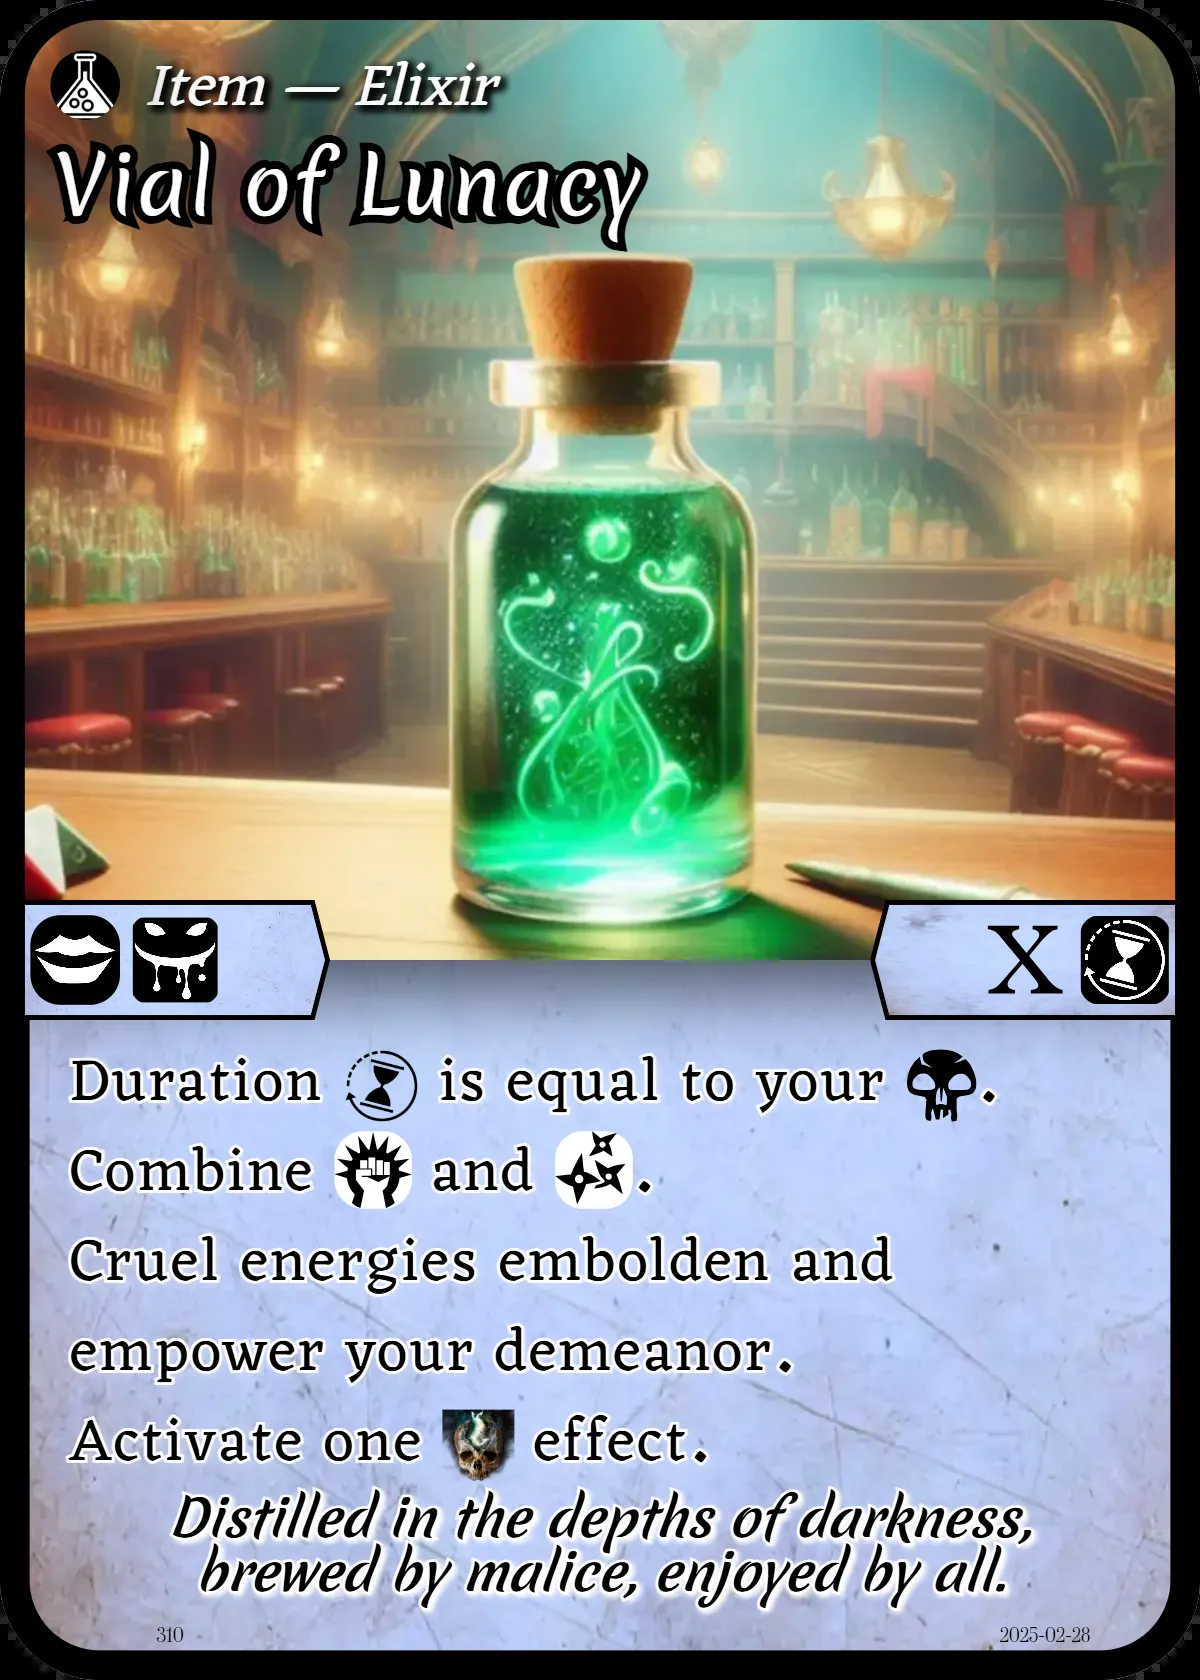 Item — Elixir
Vial of Lunacy
X
Duration is equal to your .
Combine and .
Cruel energies embolden and
empower your demeanor.
Activate one effect.
Distilled in the depths of darkness,
brewed by malice, enjoyed by all.
310
2025-02-28